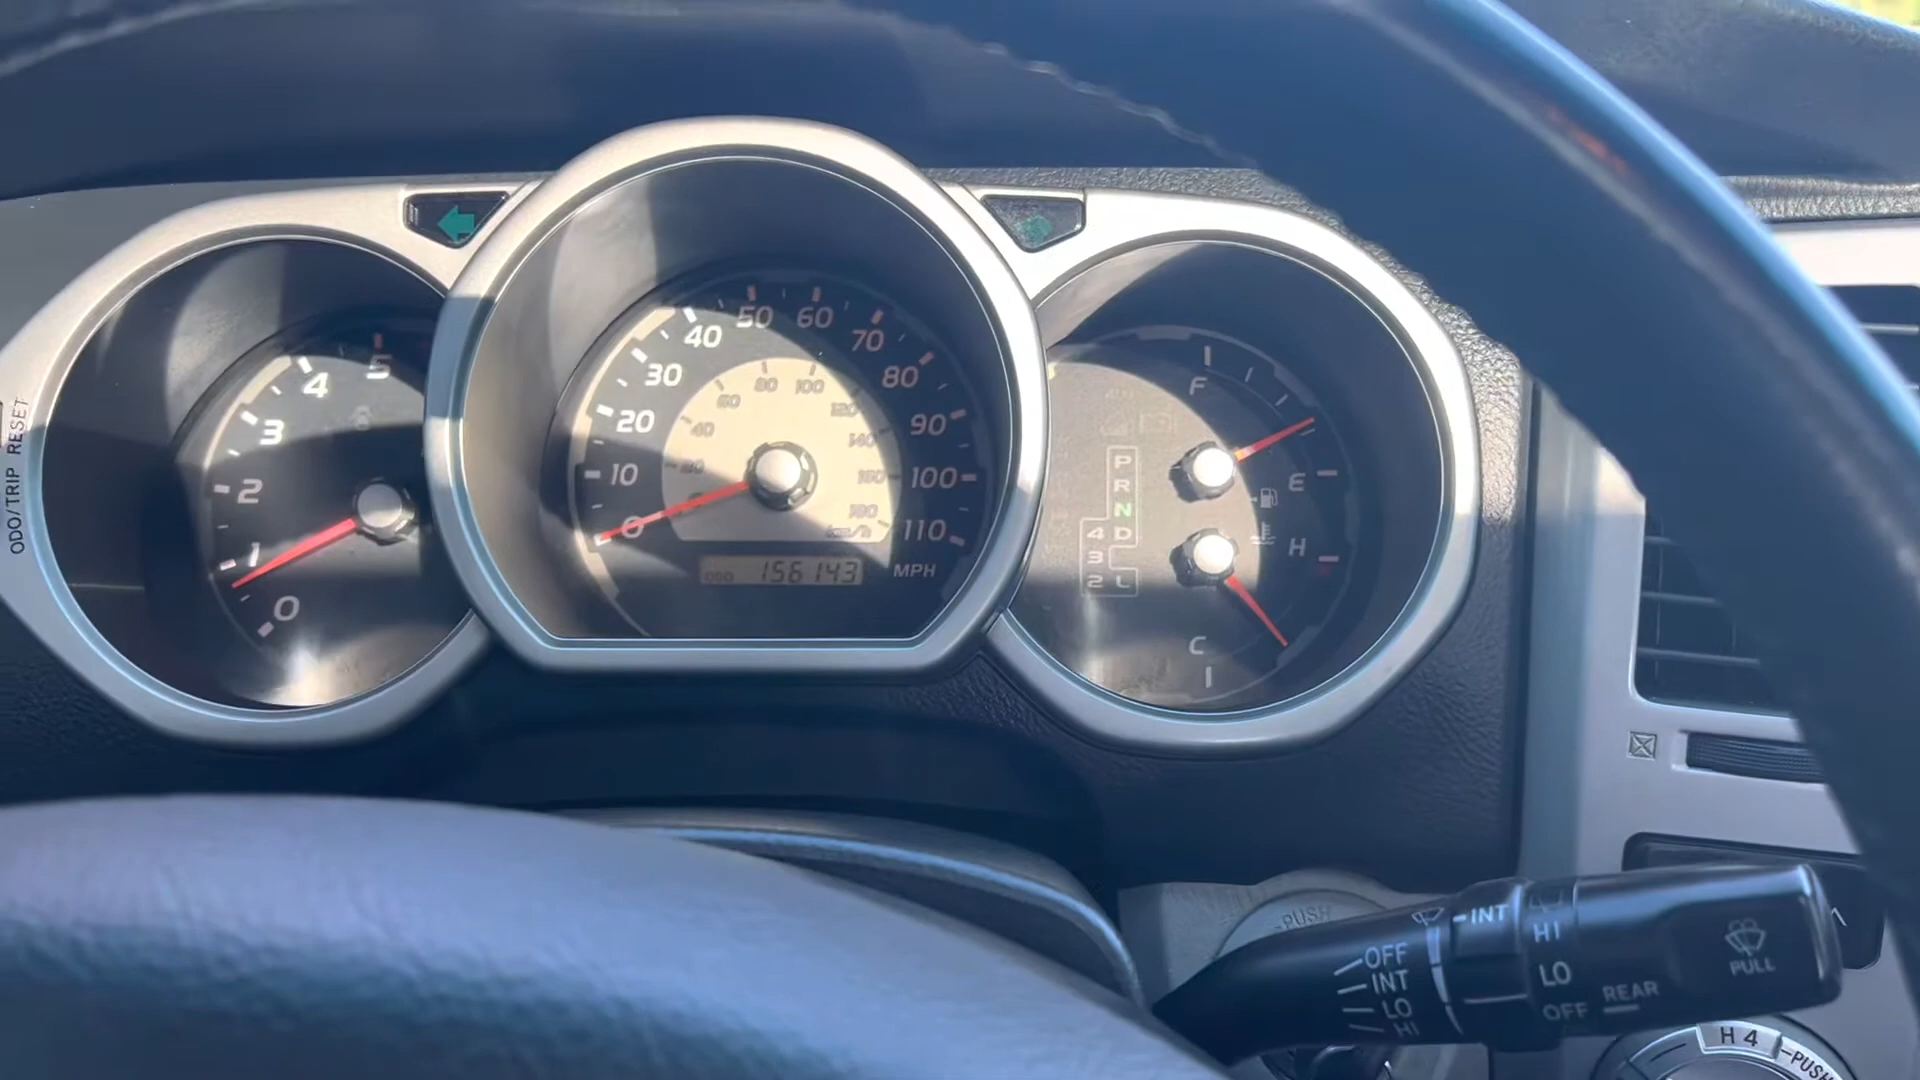 ODO/TRIP RESET
0
1
2
3
4
5
0
10
20
30
40
50
60
70
80
90
100
110
MPH
20
40
60
80
100
120
140
160
180
km/h
ODO 156143
F
E
H
C
P
R
N
4 D
3
2 L
PUSH
INT
OFF
INT
LO
HI
HI
LO
OFF
REAR
PULL
H4
PUSH